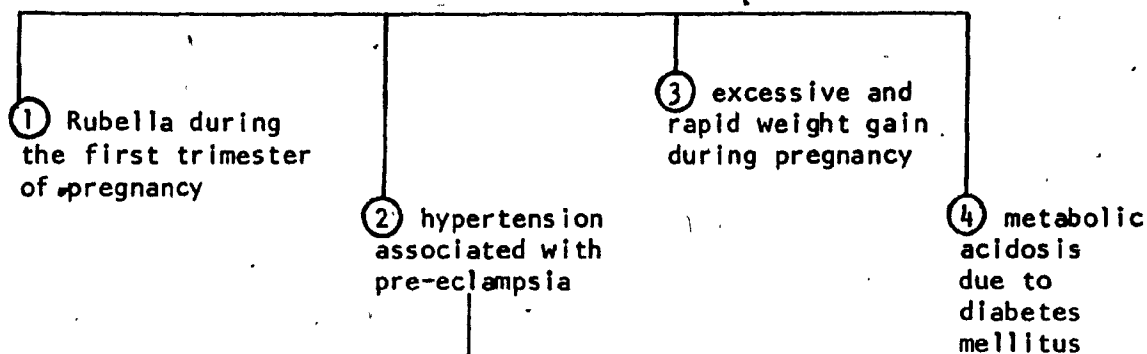 1 Rubella during
the first trimester
of pregnancy
2 hypertension
associated with
pre-eclampsia
3 excessive and
rapid weight gain
during pregnancy
4 metabolic
acidosis
due to
diabetes
mellitus